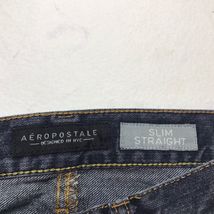 AÉROPOSTALE
DESIGNED IN NYC
SLIM
STRAIGHT